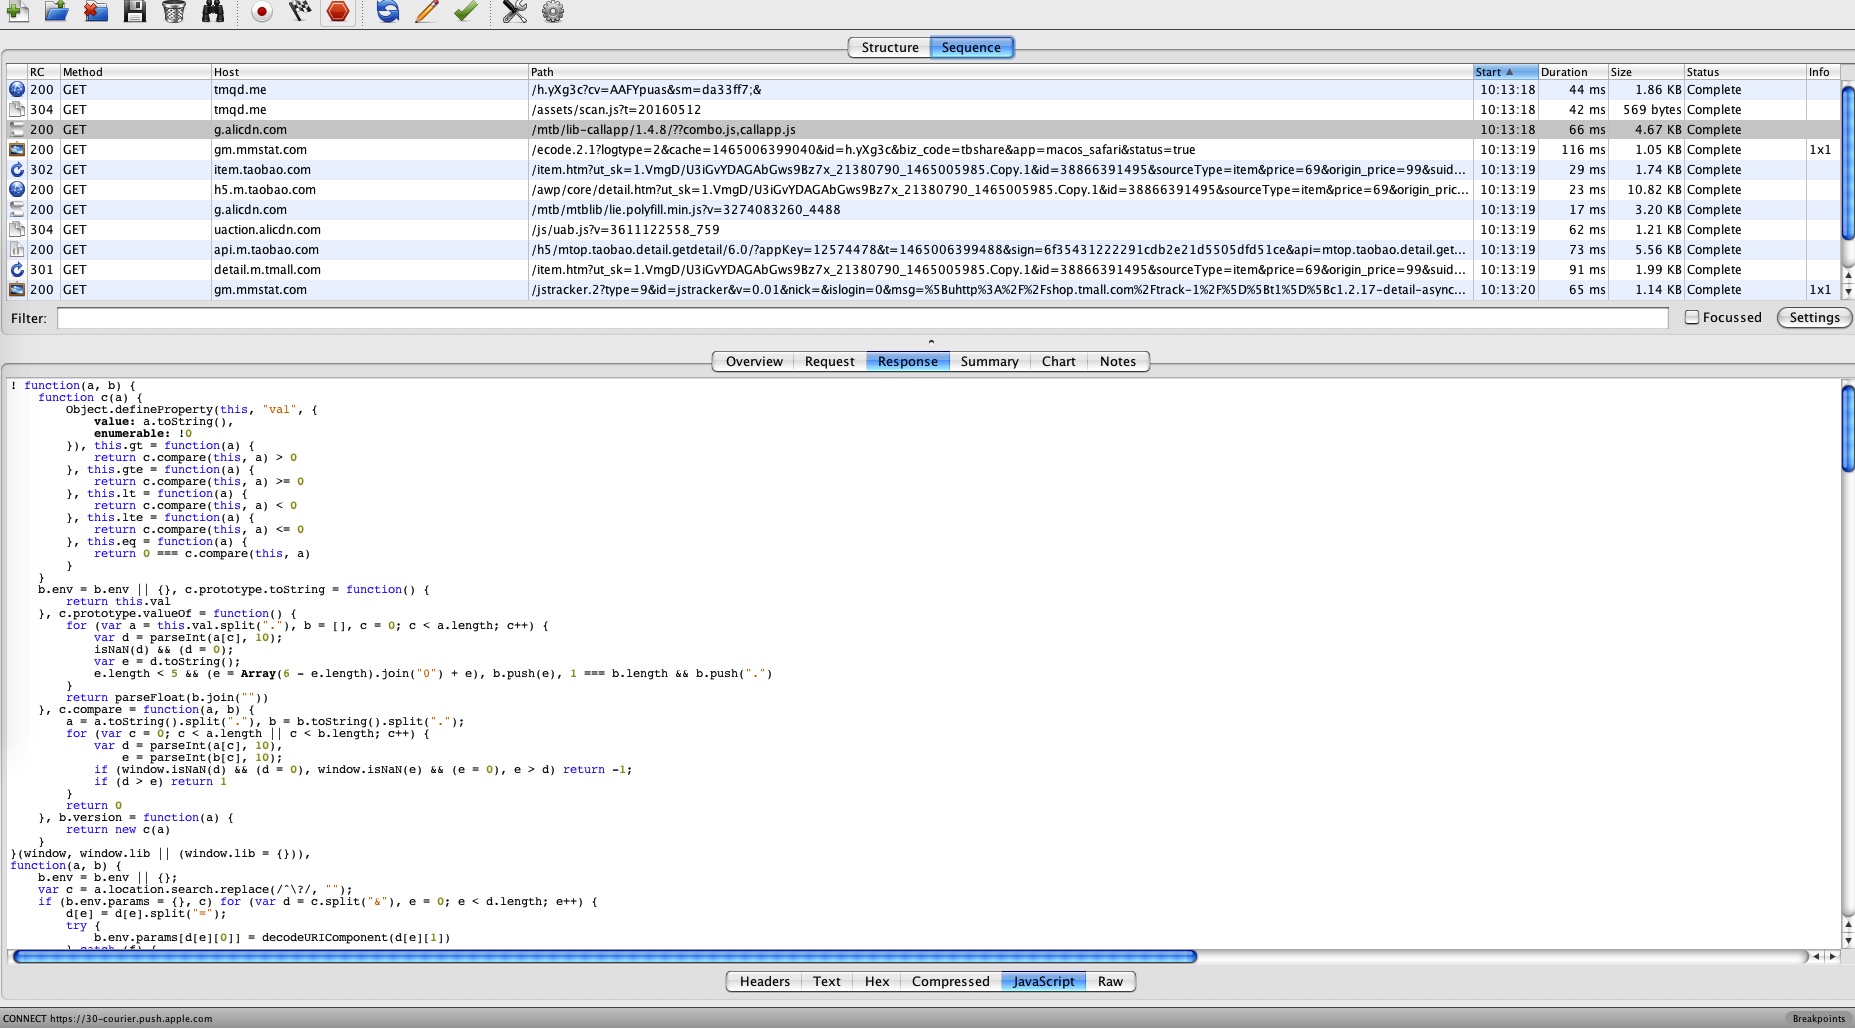 Structure Sequence
RC Method Host Path Start Duration Size Status Info
200 GET tmqd.me /h.yXg3c?cv=AAFYpuas&sm=da33ff7;& 10:13:18 44 ms 1.86 KB Complete
304 GET tmqd.me /assets/scan.js?t=20160512 10:13:18 42 ms 569 bytes Complete
200 GET g.alicdn.com /mtb/lib-callapp/1.4.8/??combo.js,callapp.js 10:13:18 66 ms 4.67 KB Complete
200 GET gm.mmstat.com /ecode.2.1?logtype=2&cache=1465006399040&id=h.yXg3c&biz_code=tbshare&app=macos_safari&status=true 10:13:19 116 ms 1.05 KB Complete 1x1
302 GET item.taobao.com /item.htm?ut_sk=1.VmgD/U3iGvYDAGAbGws9Bz7x_21380790_1465005985.Copy.1&id=38866391495&sourceType=item&price=69&origin_price=99&suid... 10:13:19 29 ms 1.74 KB Complete
200 GET h5.m.taobao.com /awp/core/detail.htm?ut_sk=1.VmgD/U3iGvYDAGAbGws9Bz7x_21380790_1465005985.Copy.1&id=38866391495&sourceType=item&price=69&origin_pric... 10:13:19 23 ms 10.82 KB Complete
200 GET g.alicdn.com /mtb/mtblib/lie.polyfill.min.js?v=3274083260_4488 10:13:19 17 ms 3.20 KB Complete
304 GET uaction.alicdn.com /js/uab.js?v=3611122558_759 10:13:19 62 ms 1.21 KB Complete
200 GET api.m.taobao.com /h5/mtop.taobao.detail.getdetail/6.0/?appKey=12574478&t=1465006399488&sign=6f35431222291cdb2e21d5505dfd51ce&api=mtop.taobao.detail.get... 10:13:19 73 ms 5.56 KB Complete
301 GET detail.m.tmall.com /item.htm?ut_sk=1.VmgD/U3iGvYDAGAbGws9Bz7x_21380790_1465005985.Copy.1&id=38866391495&sourceType=item&price=69&origin_price=99&suid... 10:13:19 91 ms 1.99 KB Complete
200 GET gm.mmstat.com /jstracker.2?type=9&id=jstracker&v=0.01&nick=&islogin=0&msg=%5Buhttp%3A%2F%2Fshop.tmall.com%2Ftrack-1%2F%5D%5Bt1%5D%5Bc1.2.17-detail-async... 10:13:20 65 ms 1.14 KB Complete 1x1
Filter: Focussed Settings
Overview Request Response Summary Chart Notes
! function(a, b) {
function c(a) {
Object.defineProperty(this, "val", {
value: a.toString(),
enumerable: !0
}), this.gt = function(a) {
return c.compare(this, a) > 0
}, this.gte = function(a) {
return c.compare(this, a) >= 0
}, this.lt = function(a) {
return c.compare(this, a) < 0
}, this.lte = function(a) {
return c.compare(this, a) <= 0
}, this.eq = function(a) {
return 0 === c.compare(this, a)
}
}
b.env = b.env || {}, c.prototype.toString = function() {
return this.val
}, c.prototype.valueOf = function() {
for (var a = this.val.split("."), b = [], c = 0; c < a.length; c++) {
var d = parseInt(a[c], 10);
isNaN(d) && (d = 0);
var e = d.toString();
e.length < 5 && (e = Array(6 - e.length).join("0") + e), b.push(e), 1 === b.length && b.push(".")
}
return parseFloat(b.join(""))
}, c.compare = function(a, b) {
a = a.toString().split("."), b = b.toString().split(".");
for (var c = 0; c < a.length || c < b.length; c++) {
var d = parseInt(a[c], 10),
e = parseInt(b[c], 10);
if (window.isNaN(d) && (d = 0), window.isNaN(e) && (e = 0), e > d) return -1;
if (d > e) return 1
}
return 0
}, b.version = function(a) {
return new c(a)
}
}(window, window.lib || (window.lib = {})),
function(a, b) {
b.env = b.env || {};
var c = a.location.search.replace(/^\?/, "");
if (b.env.params = {}, c) for (var d = c.split("&"), e = 0; e < d.length; e++) {
d[e] = d[e].split("=");
try {
b.env.params[d[e][0]] = decodeURIComponent(d[e][1])
} catch (f) {
Headers Text Hex Compressed JavaScript Raw
CONNECT https://30-courier.push.apple.com Breakpoints